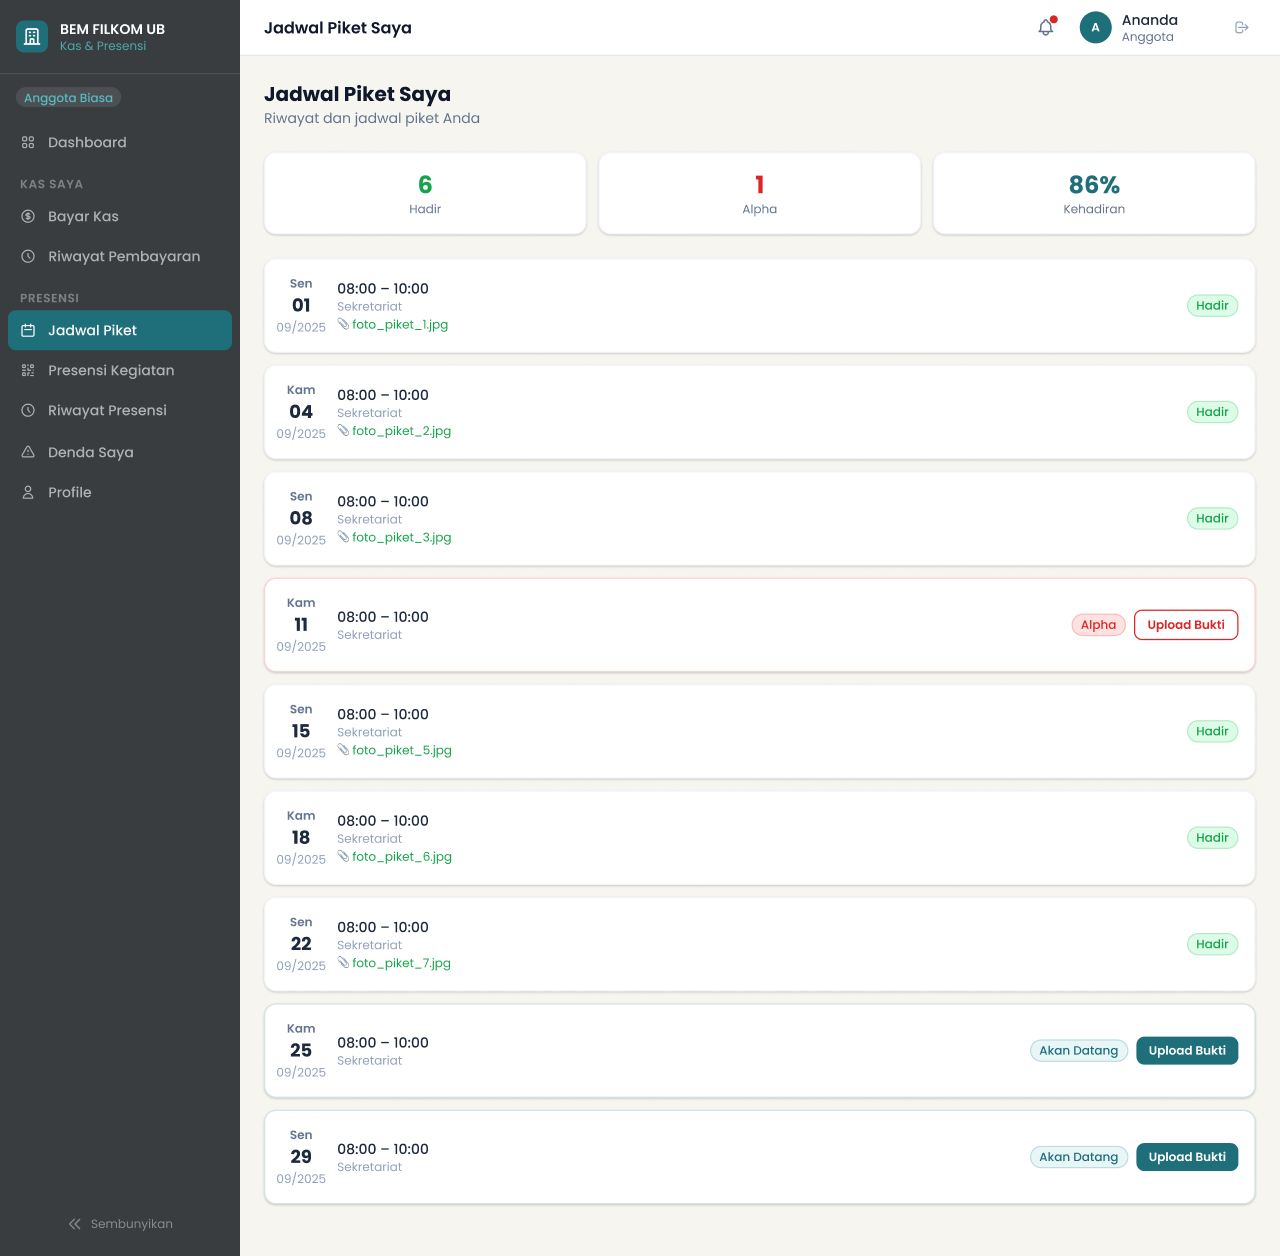 BEM FILKOM UB
Kas & Presensi
Anggota Biasa
Dashboard
KAS SAYA
Bayar Kas
Riwayat Pembayaran
PRESENSI
Jadwal Piket
Presensi Kegiatan
Riwayat Presensi
Denda Saya
Profile
Sembunyikan
Jadwal Piket Saya
A
Ananda
Anggota
Jadwal Piket Saya
Riwayat dan jadwal piket Anda
6
Hadir
1
Alpha
86%
Kehadiran
Sen
01
09/2025
08:00 – 10:00
Sekretariat
foto_piket_1.jpg
Hadir
Kam
04
09/2025
08:00 – 10:00
Sekretariat
foto_piket_2.jpg
Hadir
Sen
08
09/2025
08:00 – 10:00
Sekretariat
foto_piket_3.jpg
Hadir
Kam
11
09/2025
08:00 – 10:00
Sekretariat
Alpha
Upload Bukti
Sen
15
09/2025
08:00 – 10:00
Sekretariat
foto_piket_5.jpg
Hadir
Kam
18
09/2025
08:00 – 10:00
Sekretariat
foto_piket_6.jpg
Hadir
Sen
22
09/2025
08:00 – 10:00
Sekretariat
foto_piket_7.jpg
Hadir
Kam
25
09/2025
08:00 – 10:00
Sekretariat
Akan Datang
Upload Bukti
Sen
29
09/2025
08:00 – 10:00
Sekretariat
Akan Datang
Upload Bukti